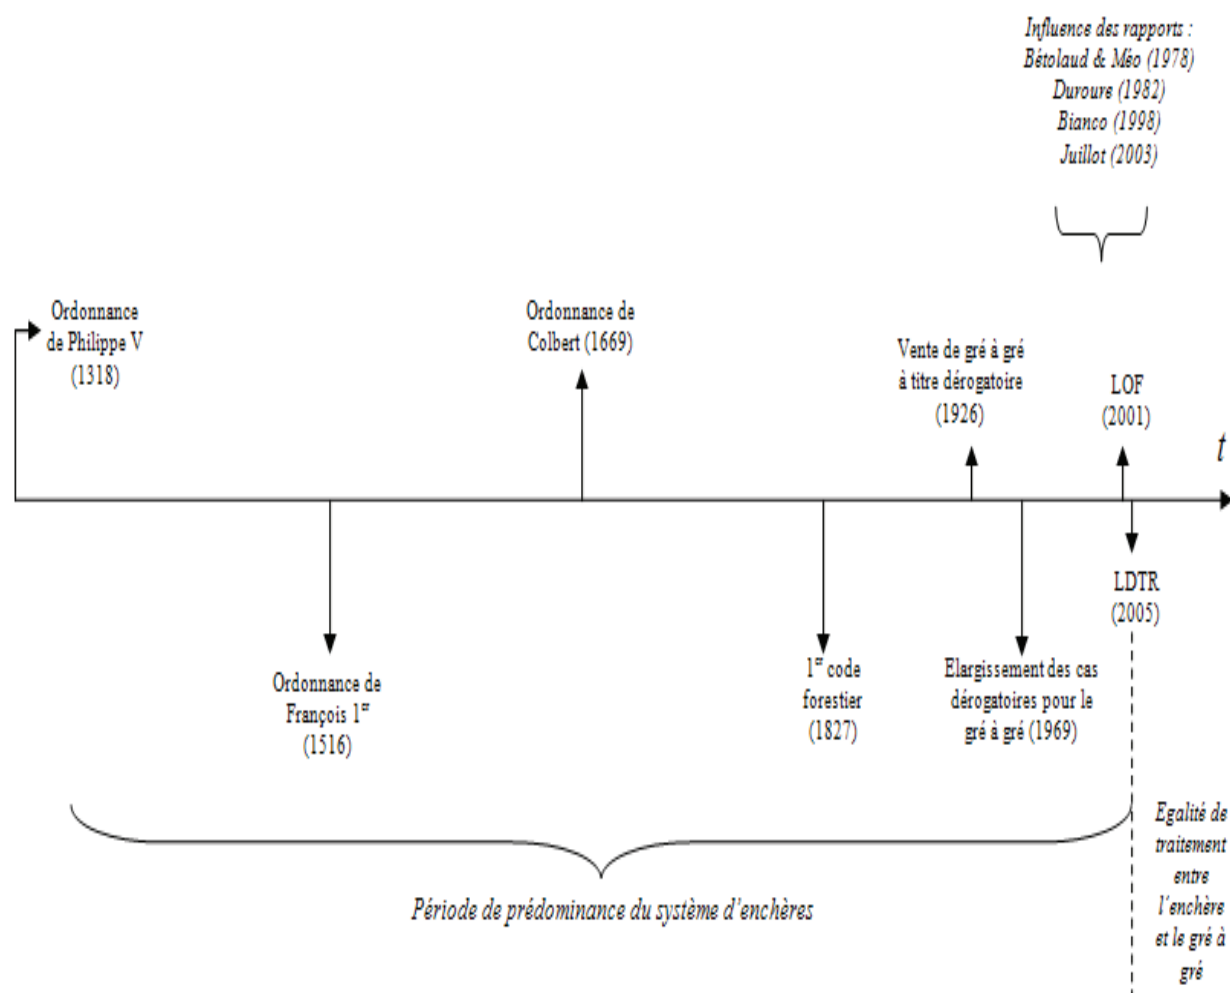 Influence des rapports :
Bétolaud & Méo (1978)
Duroure (1982)
Bianco (1998)
Juillot (2003)
Ordonnance
de Philippe V
(1318)
Ordonnance de
Colbert (1669)
Vente de gré à gré
à titre dérogatoire
(1926)
LOF
(2001)
t
LDTR
(2005)
Ordonnance de
François 1er
(1516)
1er code
forestier
(1827)
Elargissement des cas
dérogatoires pour le
gré à gré (1969)
Période de prédominance du système d'enchères
Egalité de
traitement
entre
l'enchère
et le gré à
gré